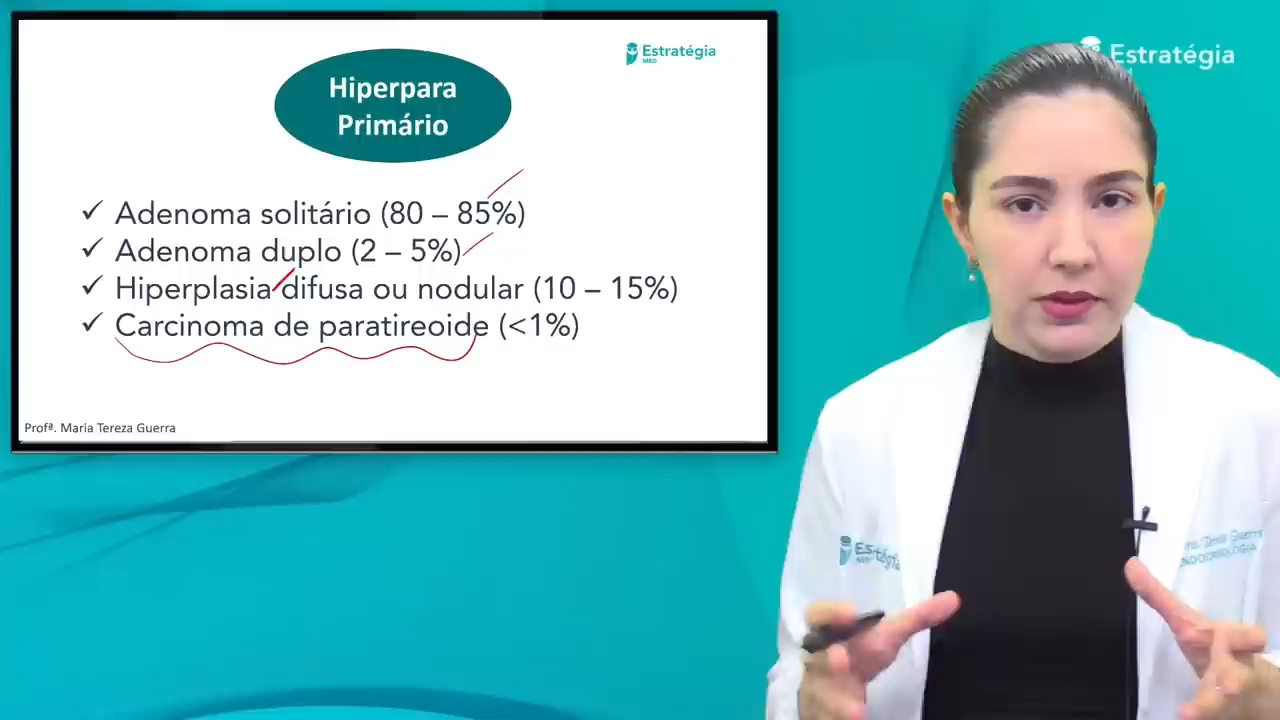 Estratégia
MED
Hiperpara
Primário
✓ Adenoma solitário (80 – 85%)
✓ Adenoma duplo (2 – 5%)
✓ Hiperplasia difusa ou nodular (10 – 15%)
✓ Carcinoma de paratireoide (<1%)
Profª. Maria Tereza Guerra
Estratégia